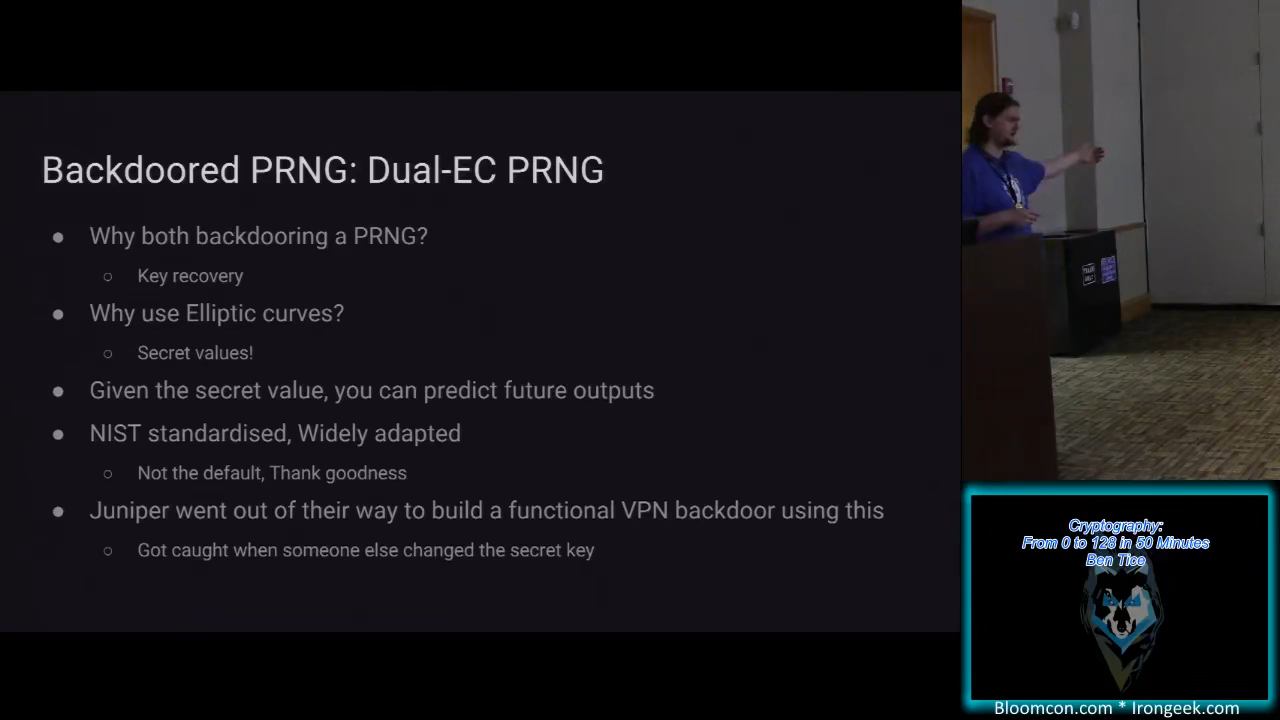 Backdoored PRNG: Dual-EC PRNG
Why both backdooring a PRNG?
Key recovery
Why use Elliptic curves?
Secret values!
Given the secret value, you can predict future outputs
NIST standardised, Widely adapted
Not the default, Thank goodness
Juniper went out of their way to build a functional VPN backdoor using this
Got caught when someone else changed the secret key
Cryptography:
From 0 to 128 in 50 Minutes
Ben Tice
Bloomcon.com * Irongeek.com